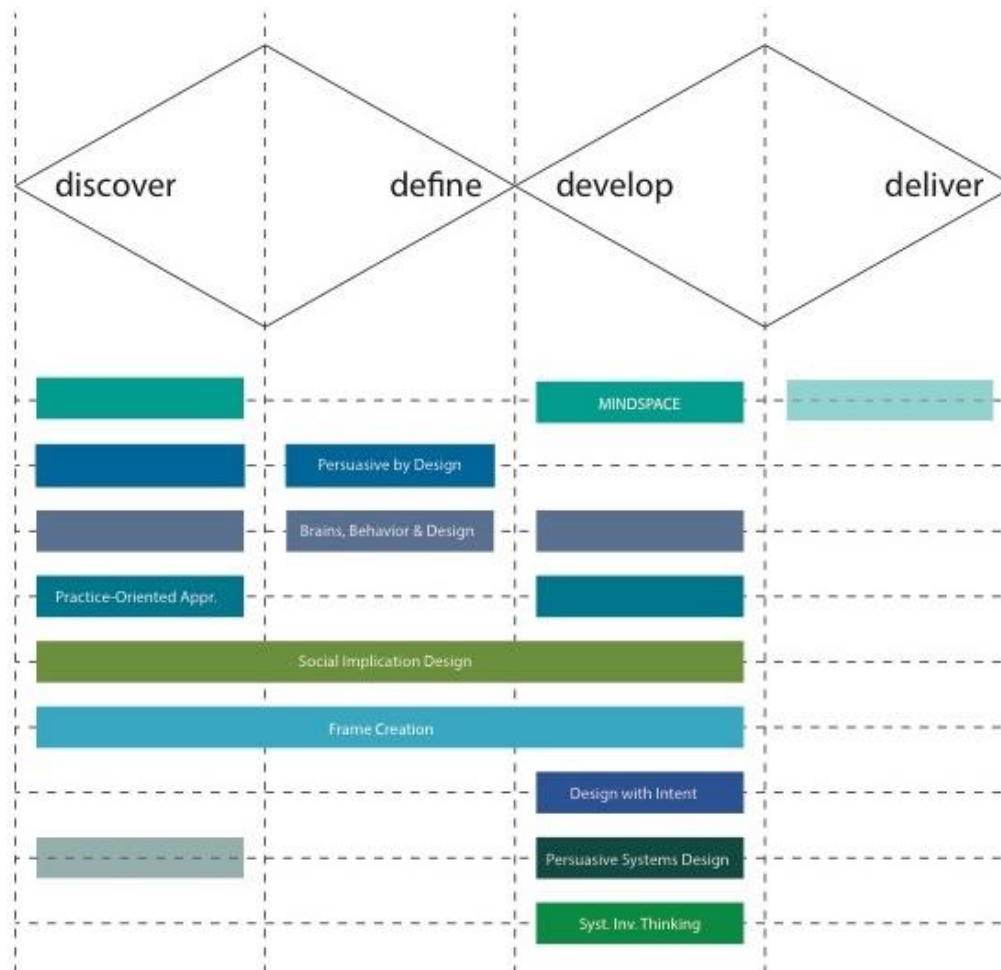 discover
define
develop
deliver
MINDSPACE
Persuasive by Design
Brains, Behavior & Design
Practice-Oriented Appr.
Social Implication Design
Frame Creation
Design with Intent
Persuasive Systems Design
Syst. Inv. Thinking